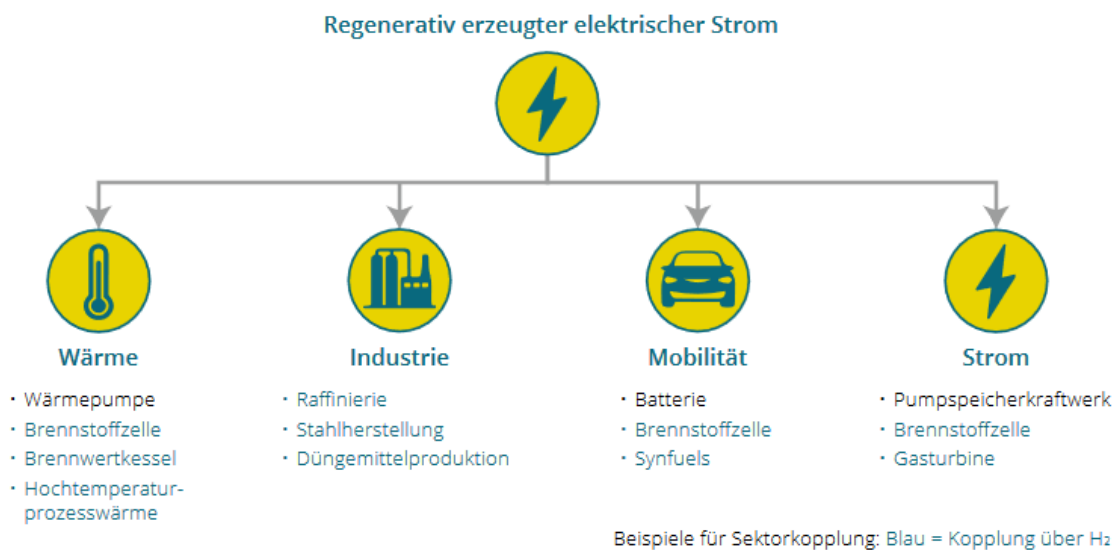 Regenerativ erzeugter elektrischer Strom
Wärme
· Wärmepumpe
· Brennstoffzelle
· Brennwertkessel
· Hochtemperatur-
prozesswärme
Industrie
· Raffinierie
· Stahlherstellung
· Düngemittelproduktion
Mobilität
· Batterie
· Brennstoffzelle
· Synfuels
Strom
· Pumpspeicherkraftwerk
· Brennstoffzelle
· Gasturbine
Beispiele für Sektorkopplung: Blau = Kopplung über H₂